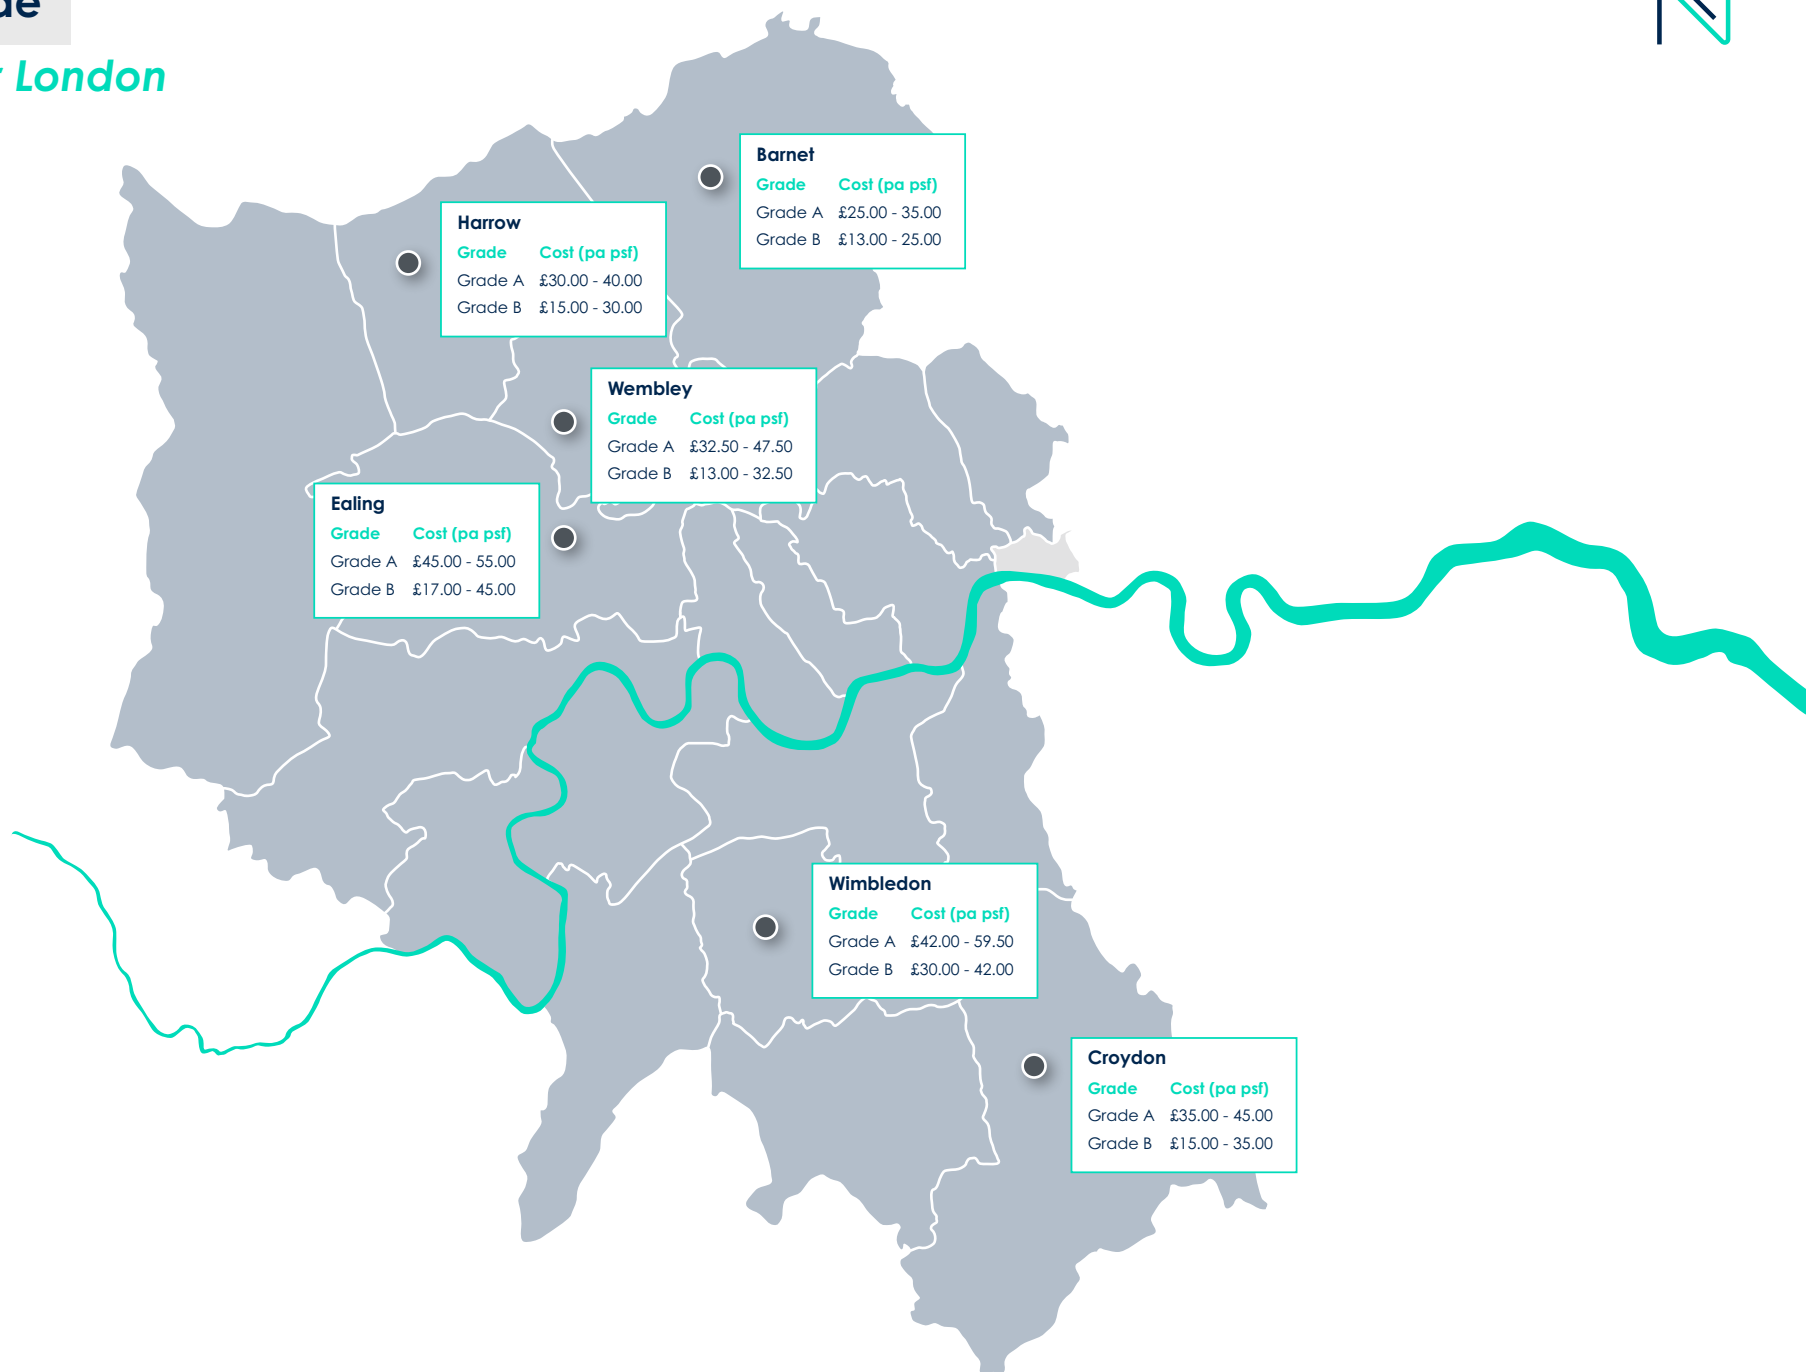 London
Barnet
Grade Cost (pa psf)
Grade A £25.00 - 35.00
Grade B £13.00 - 25.00
Harrow
Grade Cost (pa psf)
Grade A £30.00 - 40.00
Grade B £15.00 - 30.00
Wembley
Grade Cost (pa psf)
Grade A £32.50 - 47.50
Grade B £13.00 - 32.50
Ealing
Grade Cost (pa psf)
Grade A £45.00 - 55.00
Grade B £17.00 - 45.00
Wimbledon
Grade Cost (pa psf)
Grade A £42.00 - 59.50
Grade B £30.00 - 42.00
Croydon
Grade Cost (pa psf)
Grade A £35.00 - 45.00
Grade B £15.00 - 35.00